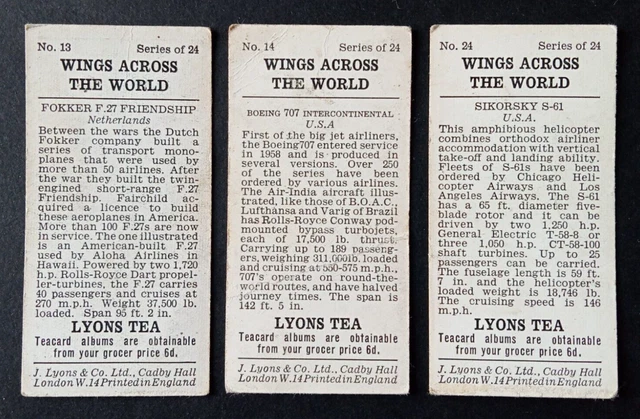 No. 13 Series of 24
WINGS ACROSS
THE WORLD
FOKKER F.27 FRIENDSHIP
Netherlands
Between the wars the Dutch
Fokker company built a
series of transport mono-
planes that were used by
more than 50 airlines. After
the war they built the twin-
engined short-range F.27
Friendship. Fairchild ac-
quired a licence to build
these aeroplanes in America.
More than 100 F.27s are now
in service. The one illustrated
is an American-built F.27
used by Aloha Airlines in
Hawaii. Powered by two 1,720
h.p. Rolls-Royce Dart propel-
ler-turbines, the F.27 carries
40 passengers and cruises at
270 m.p.h. Weight 37,500 lb.
loaded. Span 95 ft. 2 in.
LYONS TEA
Teacard albums are obtainable
from your grocer price 6d.
J. Lyons & Co. Ltd., Cadby Hall
London W.14 Printed in England
No. 14 Series of 24
WINGS ACROSS
THE WORLD
BOEING 707 INTERCONTINENTAL
U.S.A
First of the big jet airliners,
the Boeing 707 entered service
in 1958 and is produced in
several versions. Over 250
of the series have been
ordered by various airlines.
The Air-India aircraft illust-
rated, like those of B.O.A.C.,
Lufthansa and Varig of Brazil
has Rolls-Royce Conway pod-
mounted bypass turbojets,
each of 17,500 lb. thrust.
Carrying up to 189 passeng-
ers, weighing 311,000lb. loaded
and cruising at 550-575 m.p.h.,
707's operate on round-the-
world routes, and have halved
journey times. The span is
142 ft. 5 in.
LYONS TEA
Teacard albums are obtainable
from your grocer price 6d.
J. Lyons & Co. Ltd., Cadby Hall
London W.14 Printed in England
No. 24 Series of 24
WINGS ACROSS
THE WORLD
SIKORSKY S-61
U.S.A.
This amphibious helicopter
combines orthodox airliner
accommodation with vertical
take-off and landing ability.
Fleets of S-61s have been
ordered by Chicago Heli-
copter Airways and Los
Angeles Airways. The S-61
has a 65 ft. diameter five-
blade rotor and it can be
driven by two 1,250 h.p.
General Electric T-58-8 or
three 1,050 h.p. CT-58-100
shaft turbines. Up to 25
passengers can be carried.
The fuselage length is 59 ft.
7 in. and the helicopter's
loaded weight is 18,746 lb.
The cruising speed is 146
m.p.h.
LYONS TEA
Teacard albums are obtainable
from your grocer price 6d.
J. Lyons & Co. Ltd., Cadby Hall
London W.14 Printed in England